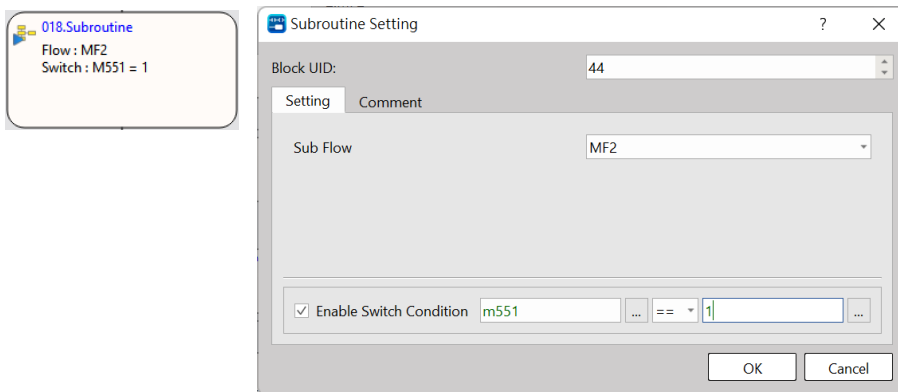 018.Subroutine
Flow : MF2
Switch : M551 = 1
Subroutine Setting
?
Block UID:
44
Setting
Comment
Sub Flow
MF2
Enable Switch Condition
m551
...
==
1
...
OK
Cancel